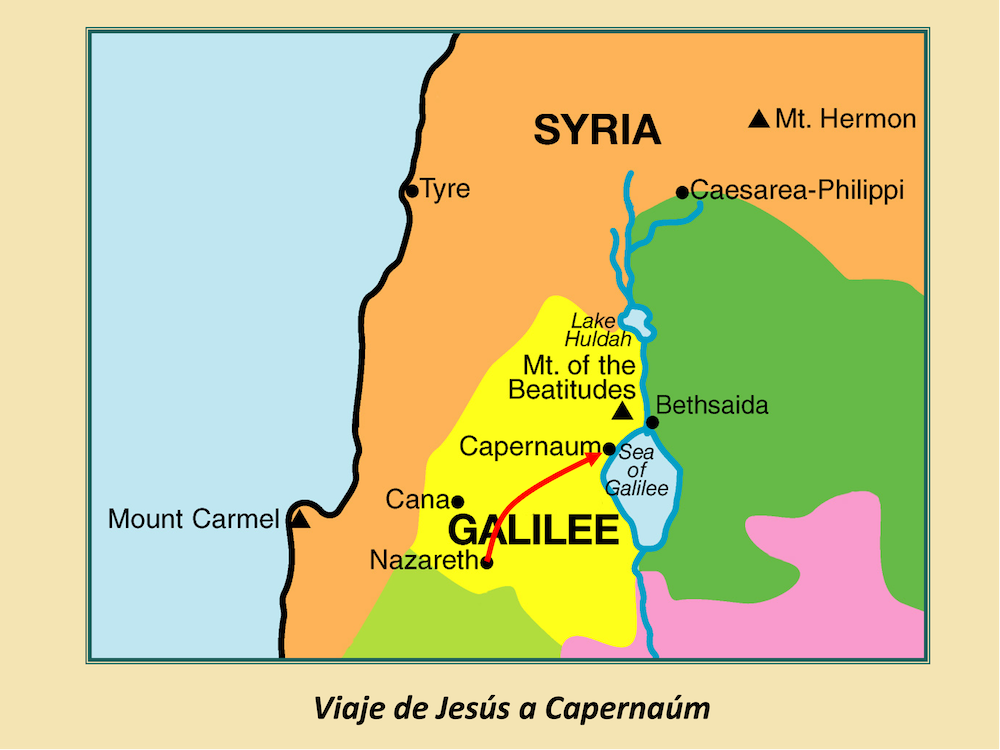 SYRIA
Mt. Hermon
Tyre
Caesarea-Philippi
Lake
Huldah
Mt. of the
Beatitudes
Bethsaida
Capernaum
Sea
of
Galilee
Cana
Mount Carmel
GALILEE
Nazareth
Viaje de Jesús a Capernaúm